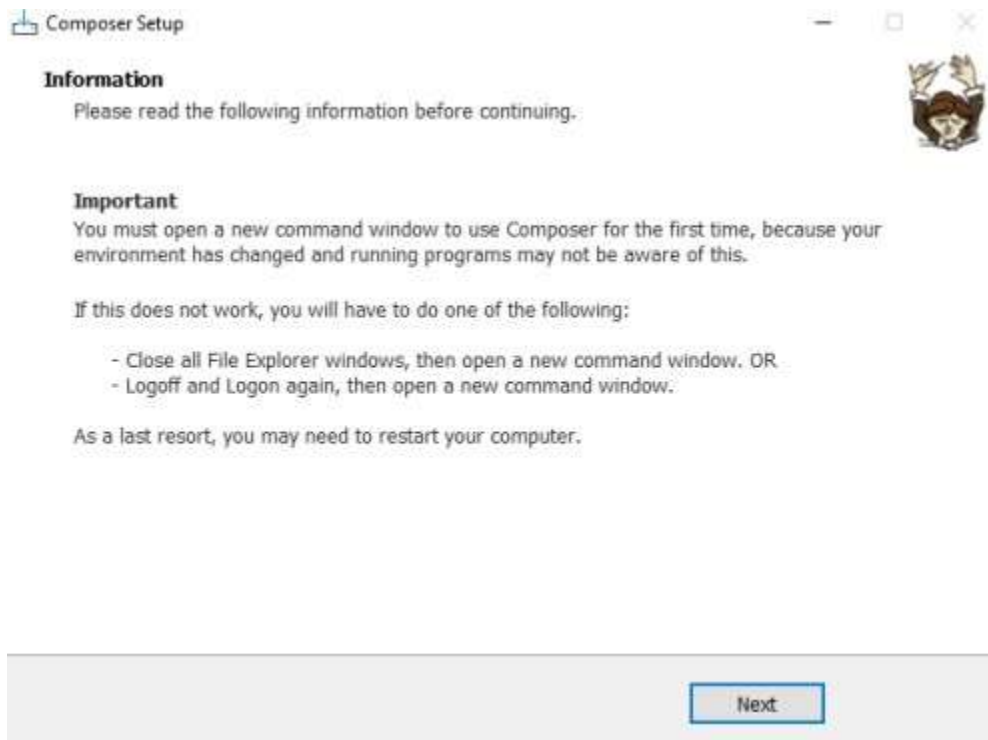 Composer Setup
Information
Please read the following information before continuing.
Important
You must open a new command window to use Composer for the first time, because your
environment has changed and running programs may not be aware of this.
If this does not work, you will have to do one of the following:
- Close all File Explorer windows, then open a new command window. OR
- Logoff and Logon again, then open a new command window.
As a last resort, you may need to restart your computer.
Next